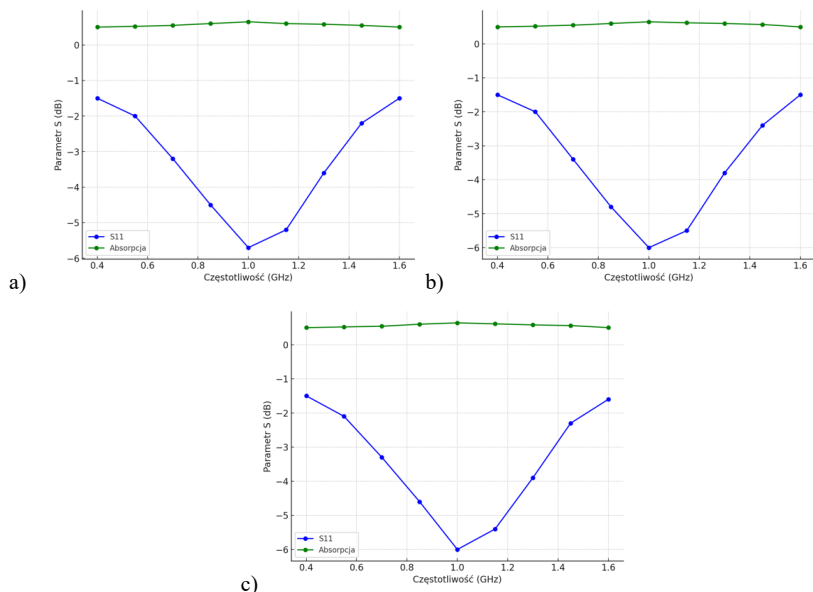 0
−1
−2
−3
−4
−5
−6
Parametr S (dB)
S11
Absorpcja
0.4 0.6 0.8 1.0 1.2 1.4 1.6
Częstotliwość (GHz)
a)
0
−1
−2
−3
−4
−5
−6
Parametr S (dB)
S11
Absorpcja
0.4 0.6 0.8 1.0 1.2 1.4 1.6
Częstotliwość (GHz)
b)
0
−1
−2
−3
−4
−5
−6
Parametr S (dB)
S11
Absorpcja
0.4 0.6 0.8 1.0 1.2 1.4 1.6
Częstotliwość (GHz)
c)